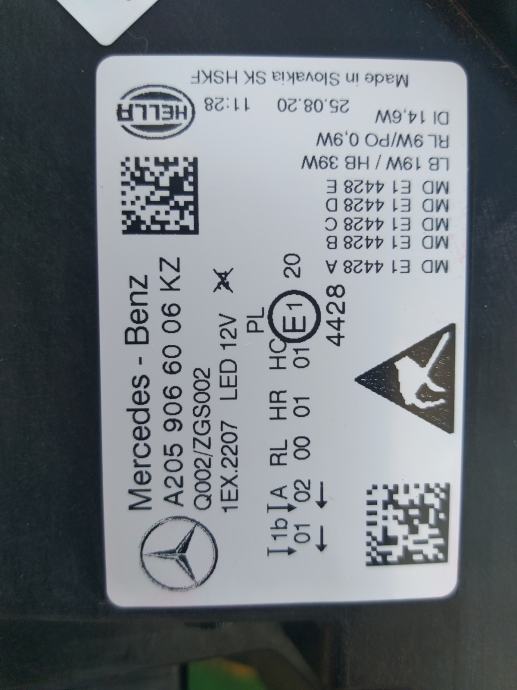 Mercedes - Benz
A205 906 60 06 KZ
Q002/ZGS002
1EX.2207 LED 12V 24
PL
1b IA RL HR HC E1 20
01 02 00 01 01 4428
← ←
HELLA
25.08.20 11:28
Made in Slovakia SK HSKF
DI 14,6W
RL 9W/PO 0,9W
LB 19W / HB 39W
MD E1 4428 E
MD E1 4428 D
MD E1 4428 C
MD E1 4428 B
MD E1 4428 A